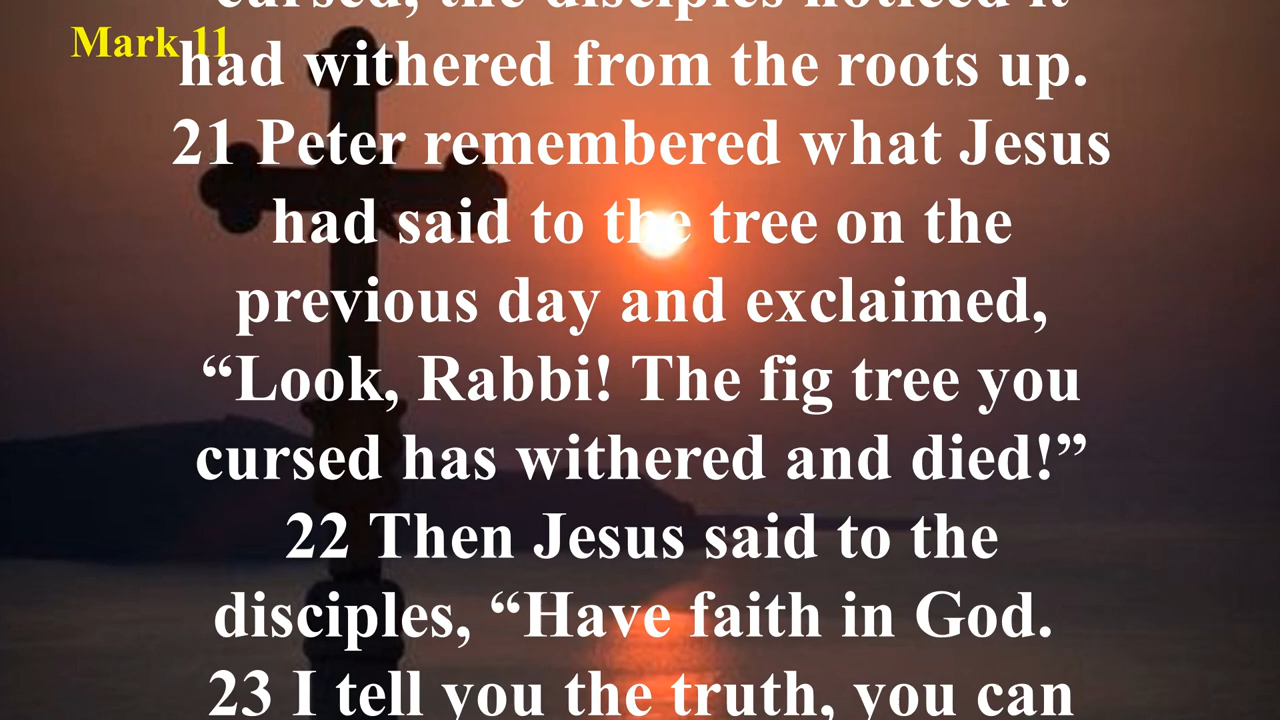 Mark 11
cursed, the disciples noticed it
had withered from the roots up.
21 Peter remembered what Jesus
had said to the tree on the
previous day and exclaimed,
“Look, Rabbi! The fig tree you
cursed has withered and died!”
22 Then Jesus said to the
disciples, “Have faith in God.
23 I tell you the truth, you can